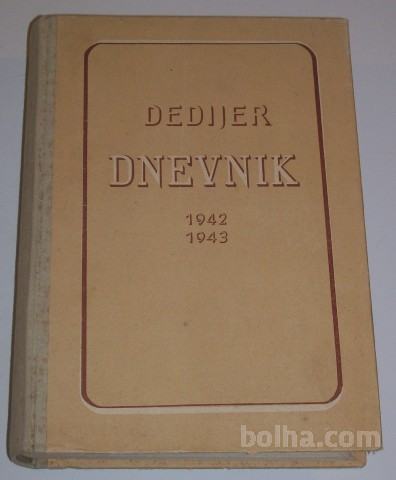 DEDIJER
DNEVNIK
1942
1943
bolha.com